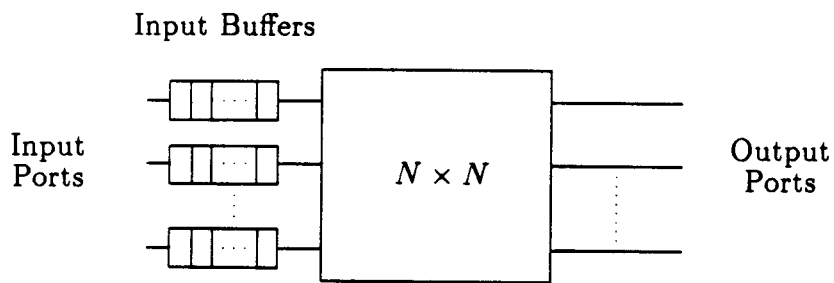 Input Buffers
Input
Ports
N × N
Output
Ports